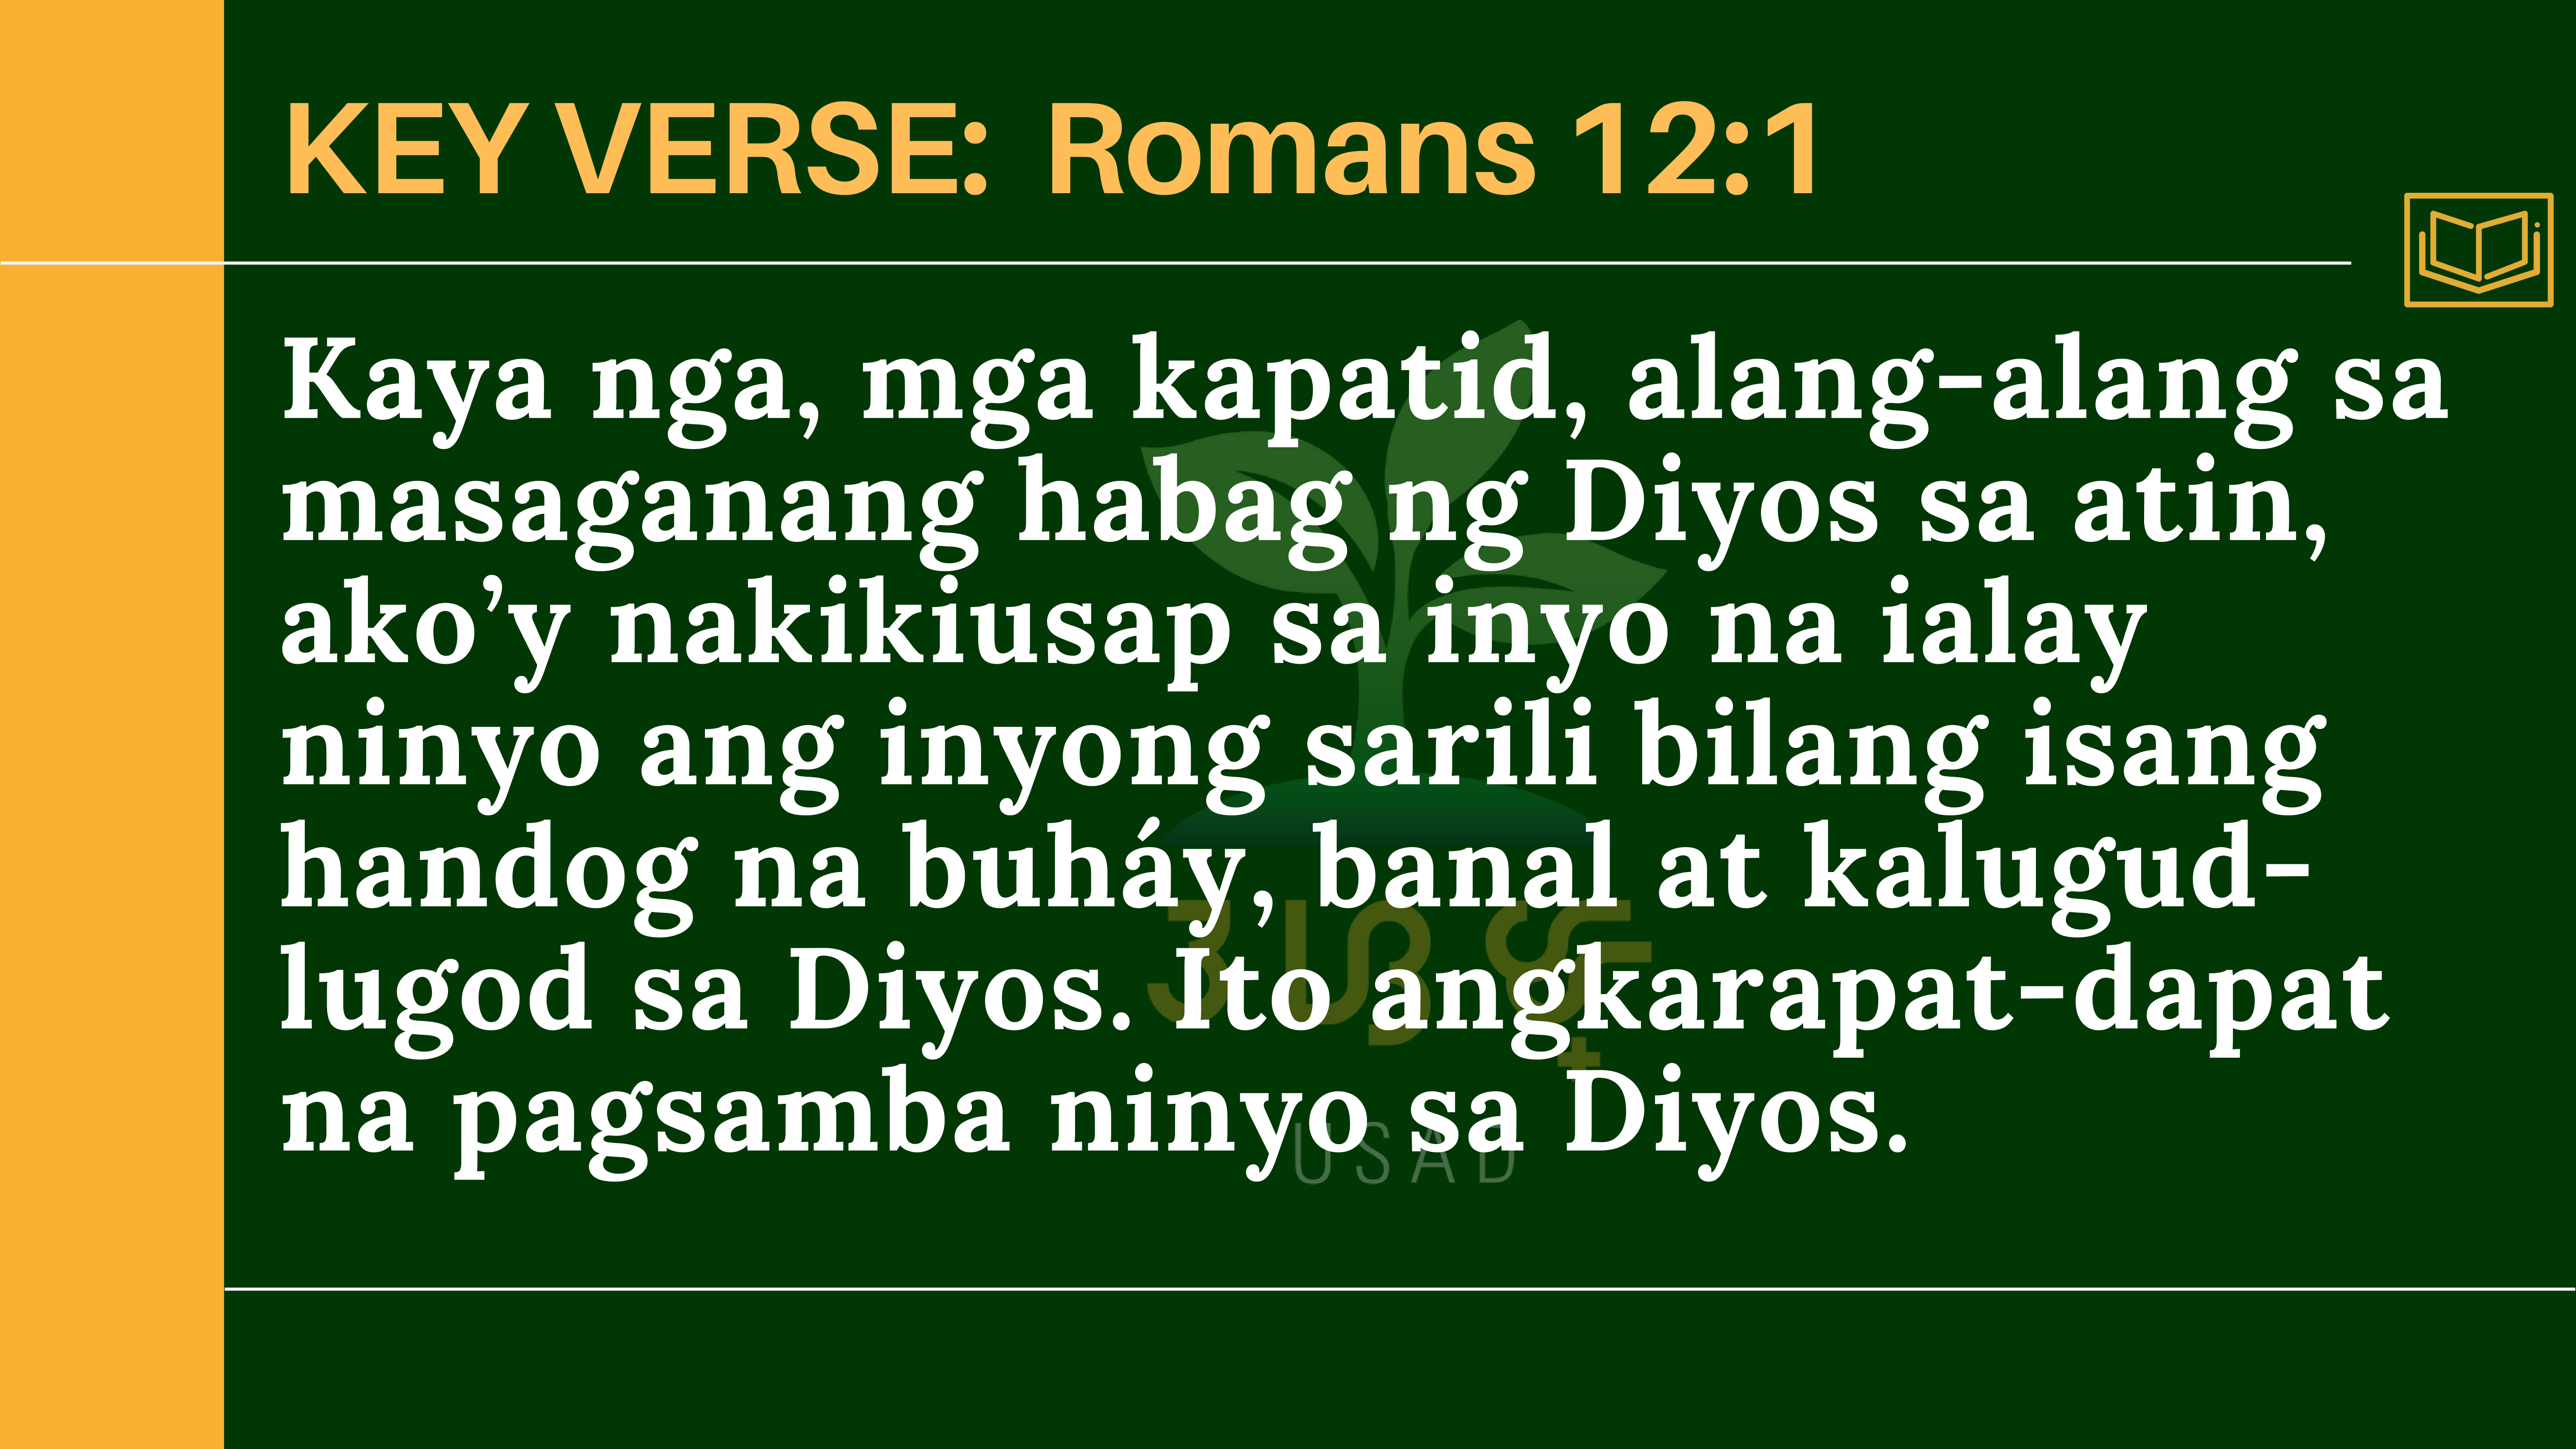 KEY VERSE: Romans 12:1
Kaya nga, mga kapatid, alang-alang sa
masaganang habag ng Diyos sa atin,
ako’y nakikiusap sa inyo na ialay
ninyo ang inyong sarili bilang isang
handog na buháy, banal at kalugud-
lugod sa Diyos. Ito angkarapat-dapat
na pagsamba ninyo sa Diyos.
USAD